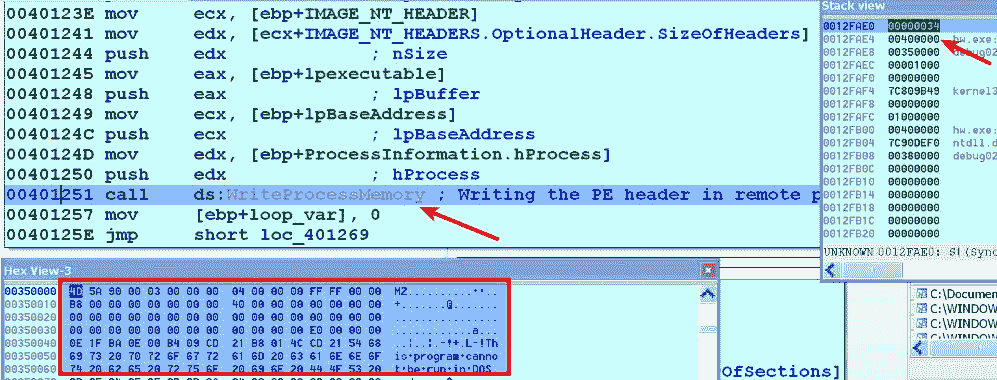 0040123E mov ecx, [ebp+IMAGE_NT_HEADER]
00401241 mov edx, [ecx+IMAGE_NT_HEADERS.OptionalHeader.SizeOfHeaders]
00401244 push edx ; nSize
00401245 mov eax, [ebp+lpexecutable]
00401248 push eax ; lpBuffer
00401249 mov ecx, [ebp+lpBaseAddress]
0040124C push ecx ; lpBaseAddress
0040124D mov edx, [ebp+ProcessInformation.hProcess]
00401250 push edx ; hProcess
00401251 call ds:WriteProcessMemory ; Writing the PE header in remote p
00401257 mov [ebp+loop_var], 0
0040125E jmp short loc_401269
Stack view
0012FAE0 00000034
0012FAE4 00400000 hw.exe:
0012FAE8 00350000 debug02
0012FAEC 00001000
0012FAF0 00000000
0012FAF4 7C809B49 kernel3
0012FAF8 00000000
0012FAFC 01000000
0012FB00 00400000 hw.exe:
0012FB04 7C90DEF0 ntdll.d
0012FB08 00380000 debug02
0012FB0C 00000000
0012FB10 00000000
0012FB14 00000000
0012FB18 00000000
0012FB1C 00000000
0012FB20 00000000
UNKNOWN 0012FAE0: St(Sync
Hex View-3
00350000 4D 5A 90 00 03 00 00 00 04 00 00 00 FF FF 00 00 MZ
00350010 B8 00 00 00 00 00 00 00 40 00 00 00 00 00 00 00 +.......@.......
00350020 00 00 00 00 00 00 00 00 00 00 00 00 00 00 00 00 ................
00350030 00 00 00 00 00 00 00 00 00 00 00 00 E0 00 00 00 ............a...
00350040 0E 1F BA 0E 00 B4 09 CD 21 B8 01 4C CD 21 54 68
00350050 69 73 20 70 72 6F 67 72 61 6D 20 63 61 6E 6E 6F is·program·canno
00350060 74 20 62 65 20 72 75 6E 20 69 6E 20 44 4F 53 20 t·be·run·in·DOS·
OfSections]
C:\Docume
C:\WINDOW
C:\WINDOW